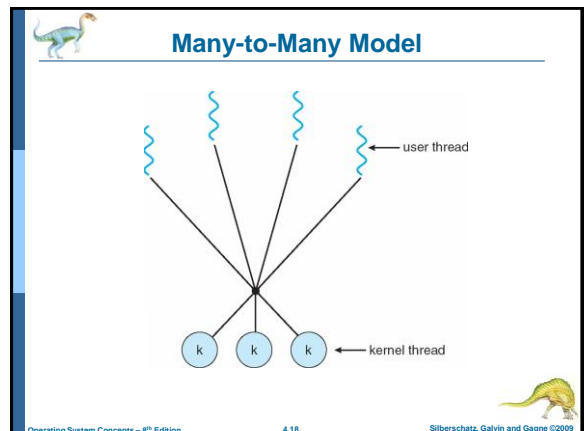 Many-to-Many Model
user thread
k k k
kernel thread
Operating System Concepts – 8th Edition 4.18 Silberschatz, Galvin and Gagne ©2009